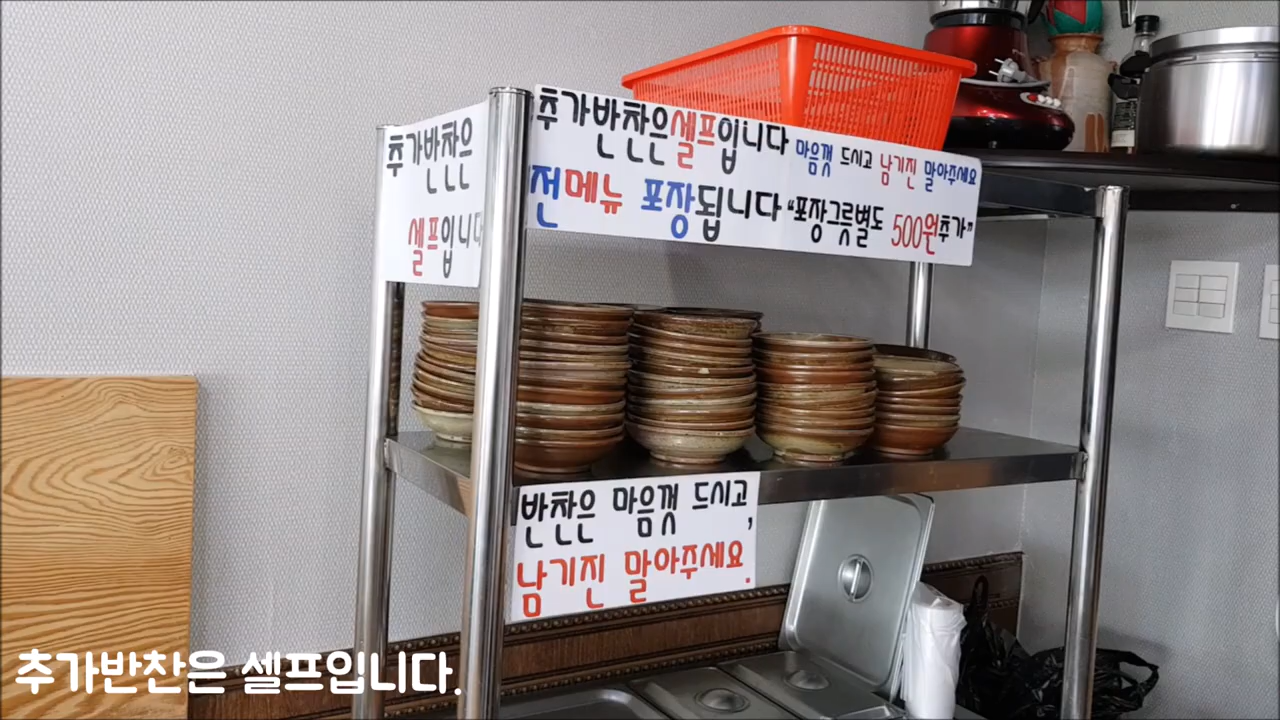 추가반찬은
셀프입니다
추가반찬은셀프입니다 마음껏 드시고 남기진 말아주세요
전메뉴 포장됩니다 “포장그릇별도 500원추가”
반찬은 마음껏 드시고,
남기진 말아주세요.
추가반찬은 셀프입니다.